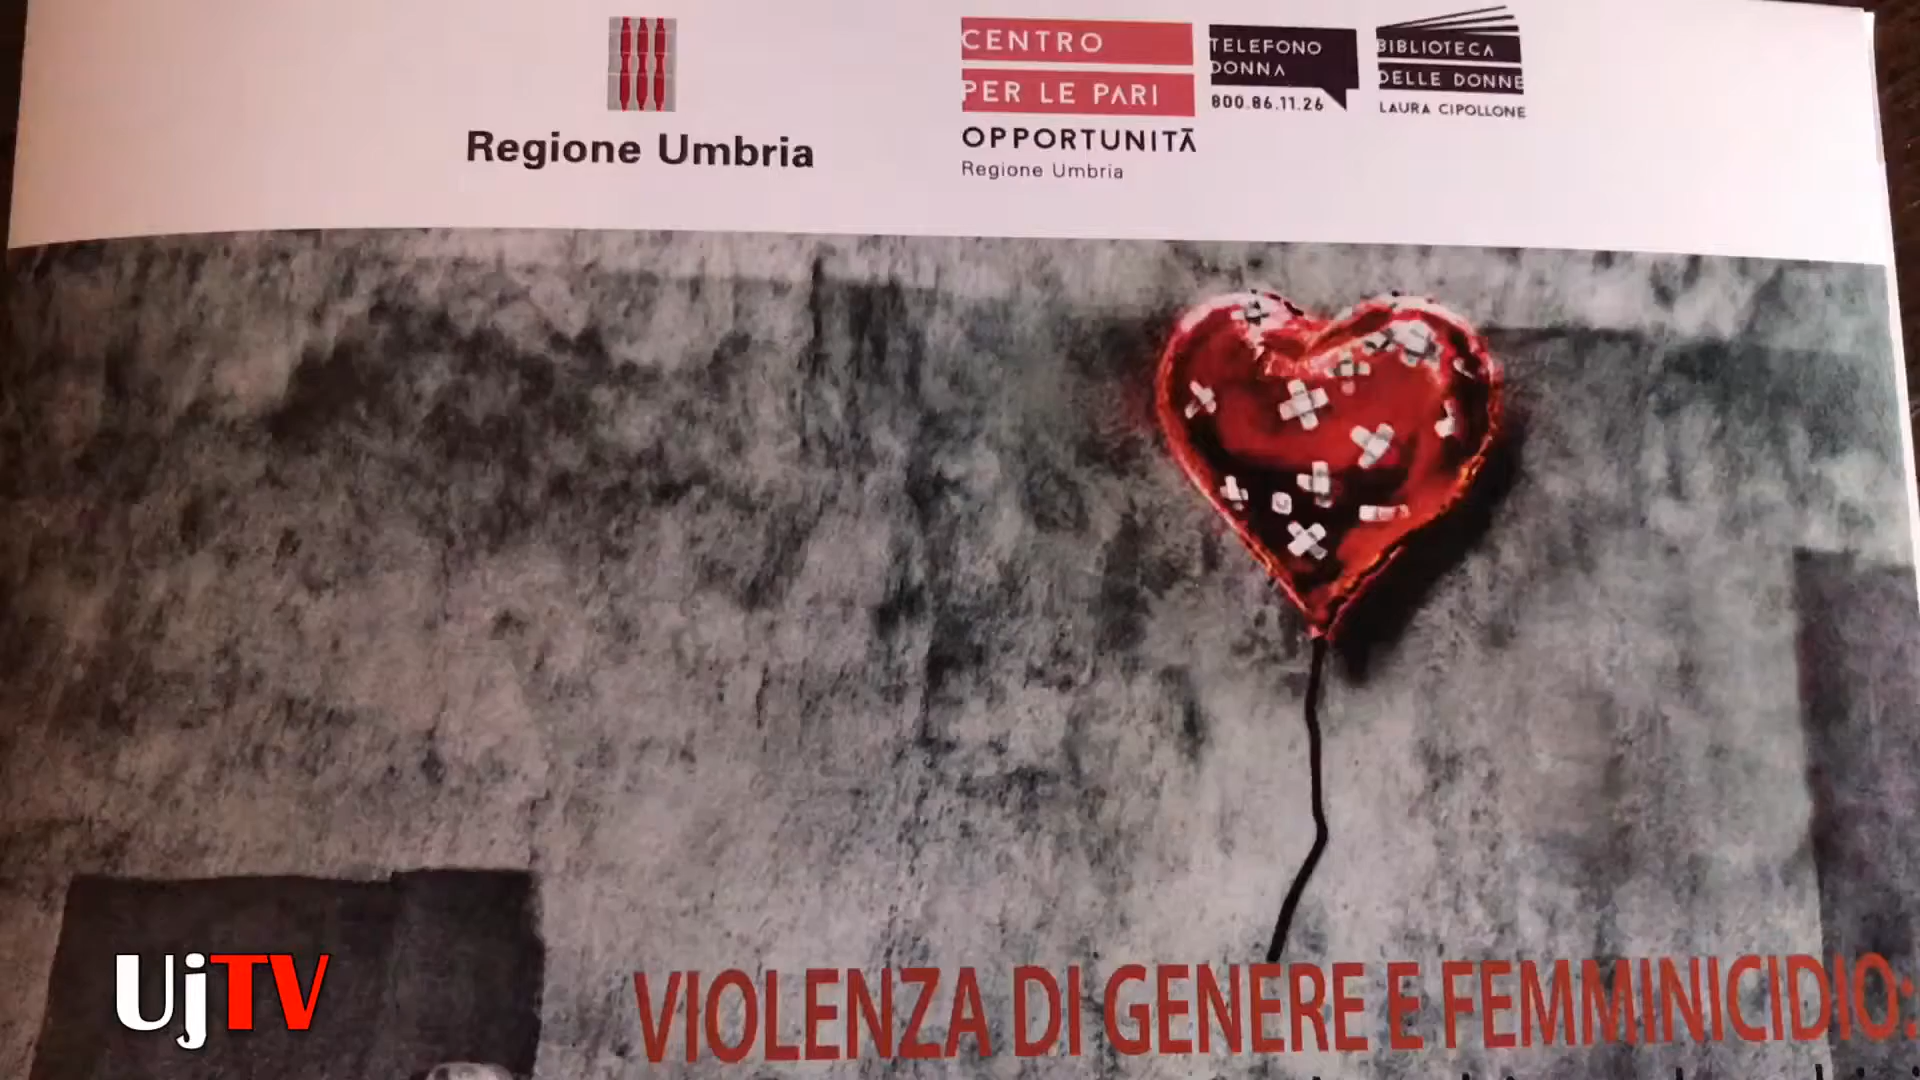 Regione Umbria
CENTRO
PER LE PARI
OPPORTUNITÀ
Regione Umbria
TELEFONO
DONNA
800.86.11.26
BIBLIOTECA
DELLE DONNE
LAURA CIPOLLONE
VIOLENZA DI GENERE E FEMMINICIDIO:
UjTV